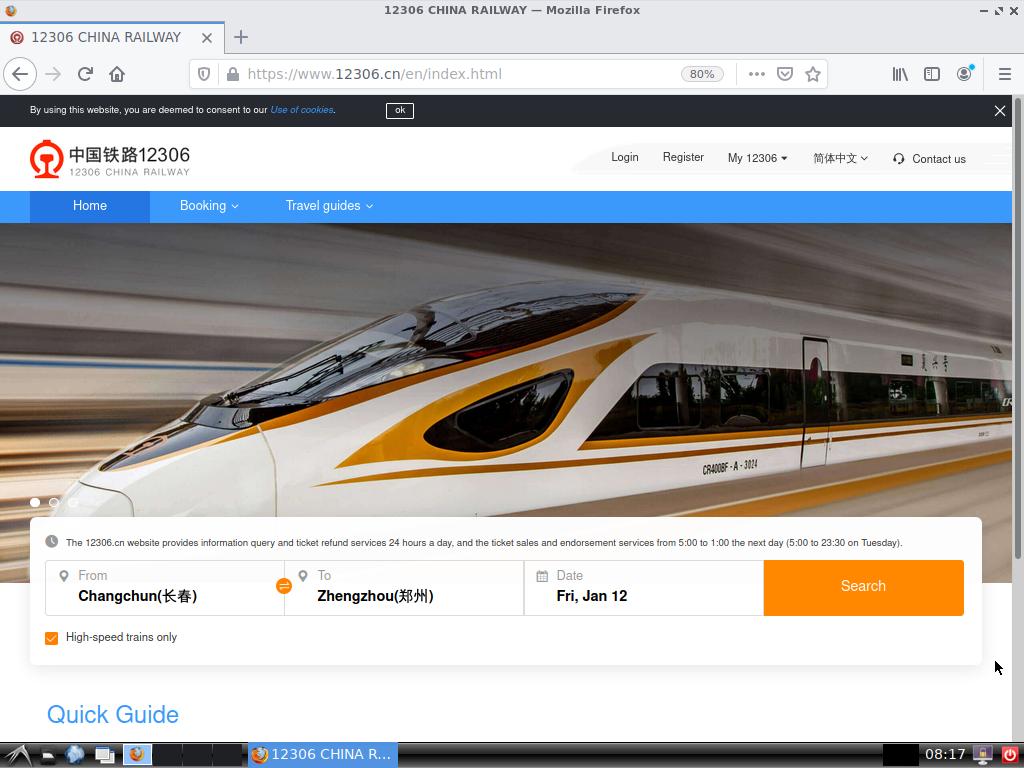 12306 CHINA RAILWAY — Mozilla Firefox
12306 CHINA RAILWAY
https://www.12306.cn/en/index.html
80%
By using this website, you are deemed to consent to our Use of cookies.
ok
中国铁路12306
12306 CHINA RAILWAY
Login
Register
My 12306
简体中文
Contact us
Home
Booking
Travel guides
复兴号
CR400BF-A-3024
The 12306.cn website provides information query and ticket refund services 24 hours a day, and the ticket sales and endorsement services from 5:00 to 1:00 the next day (5:00 to 23:30 on Tuesday).
From
Changchun(长春)
To
Zhengzhou(郑州)
Date
Fri, Jan 12
Search
High-speed trains only
Quick Guide
12306 CHINA R...
08:17